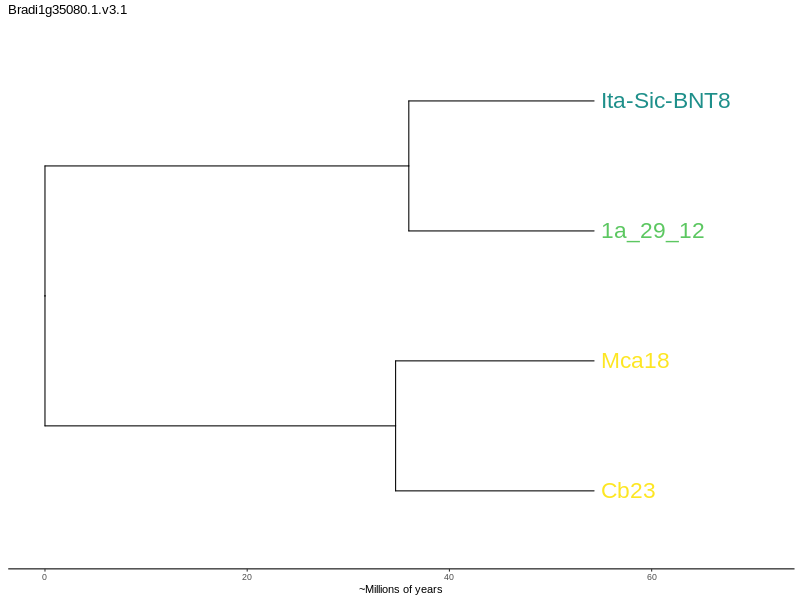 Bradi1g35080.1.v3.1
Ita-Sic-BNT8
1a_29_12
Mca18
Cb23
0 20 40 60
~Millions of years